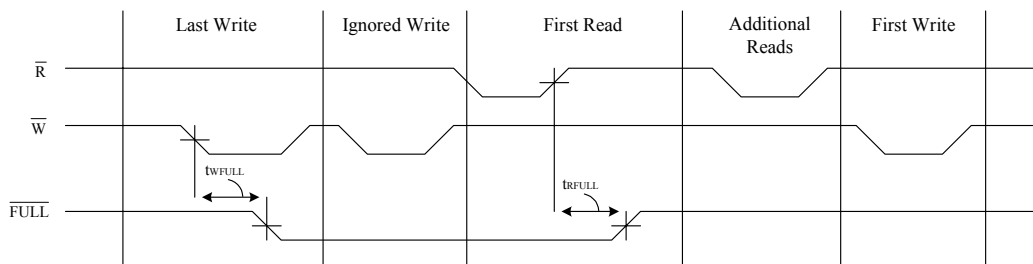 Last Write
Ignored Write
First Read
Additional
Reads
First Write
R
W
tWFULL
tRFULL
FULL